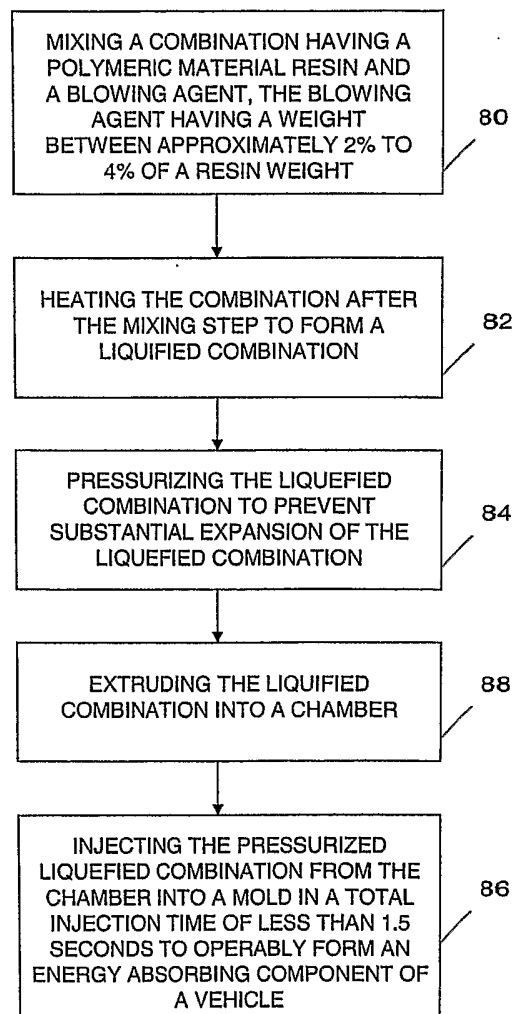 MIXING A COMBINATION HAVING A
POLYMERIC MATERIAL RESIN AND
A BLOWING AGENT, THE BLOWING
AGENT HAVING A WEIGHT
BETWEEN APPROXIMATELY 2% TO
4% OF A RESIN WEIGHT
80
HEATING THE COMBINATION AFTER
THE MIXING STEP TO FORM A
LIQUIFIED COMBINATION
82
PRESSURIZING THE LIQUEFIED
COMBINATION TO PREVENT
SUBSTANTIAL EXPANSION OF THE
LIQUEFIED COMBINATION
84
EXTRUDING THE LIQUIFIED
COMBINATION INTO A CHAMBER
88
INJECTING THE PRESSURIZED
LIQUEFIED COMBINATION FROM THE
CHAMBER INTO A MOLD IN A TOTAL
INJECTION TIME OF LESS THAN 1.5
SECONDS TO OPERABLY FORM AN
ENERGY ABSORBING COMPONENT OF
A VEHICLE
86